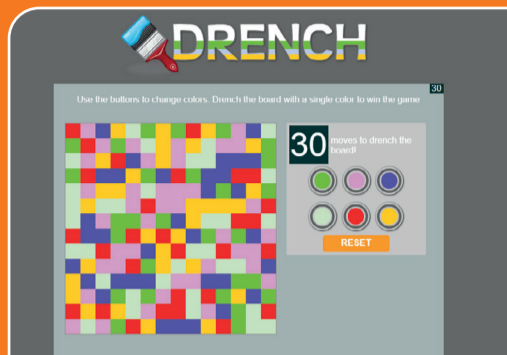 DRENCH
30
Use the buttons to change colors. Drench the board with a single color to win the game
30 moves to drench the
board!
RESET